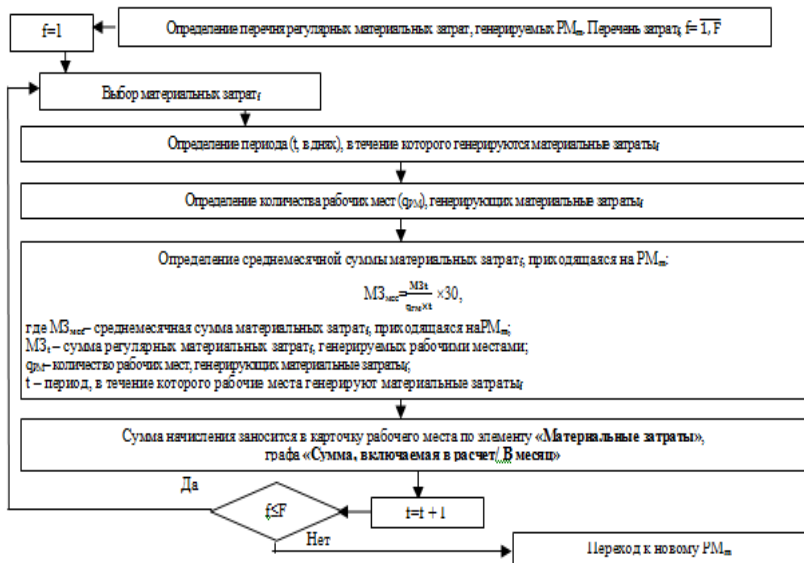 f=1
Определение перечня регулярных материальных затрат, генерируемых РМm. Перечень затратf, f= 1, F
Выбор материальных затратf
Определение периода (t, в днях), в течение которого генерируются материальные затратыf
Определение количества рабочих мест (qРМ), генерирующих материальные затратыf
Определение среднемесячной суммы материальных затратf, приходящаяся на РМm:
МЗмесf=МЗt/qРМ×t ×30,
где МЗмесf– среднемесячная сумма материальных затратf, приходящаяся наРМm;
МЗt – сумма регулярных материальных затратf, генерируемых рабочими местами;
qРМ–количество рабочих мест, генерирующих материальные затратыf;
t – период, в течение которого рабочие места генерируют материальные затратыf
Сумма начисления заносится в карточку рабочего места по элементу «Материальные затраты»,
графа «Сумма, включаемая в расчет/ В месяц»
Да
f≤F
t=t + 1
Нет
Переход к новому РМm